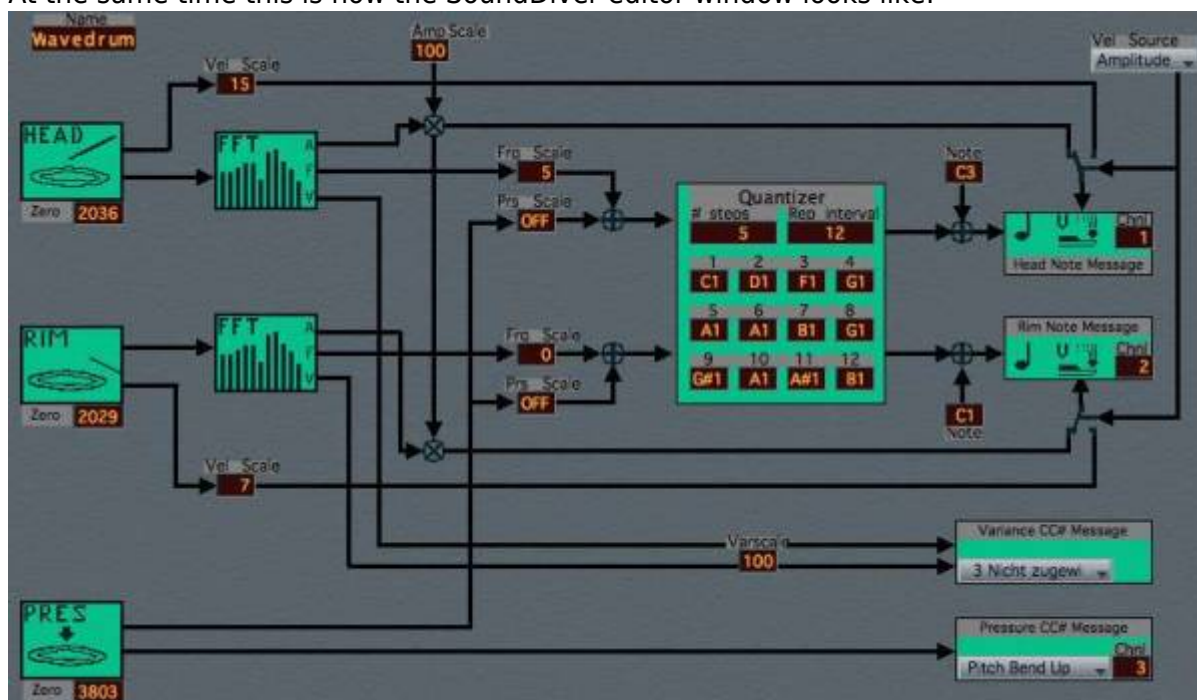 At the same time this is how the SoundDiver editor window looks like:
Name
Wavedrum
Amp Scale
100
Vel Source
Amplitude
Vel Scale
15
HEAD
Zero 2036
FFT
A
F
V
Frq Scale
5
Prs Scale
OFF
Quantizer
# steps
Rep interval
5
12
1 2 3 4
C1 D1 F1 G1
5 6 7 8
A1 A1 B1 G1
9 10 11 12
G#1 A1 A#1 B1
Note
C3
Chnl
1
Head Note Message
RIM
Zero 2029
FFT
A
F
V
Frq Scale
0
Prs Scale
OFF
C1
Note
Rim Note Message
Chnl
2
Vel Scale
7
Varscale
100
Variance CC# Message
3 Nicht zugewi
PRES
Zero 3803
Pressure CC# Message
Chnl
Pitch Bend Up
3